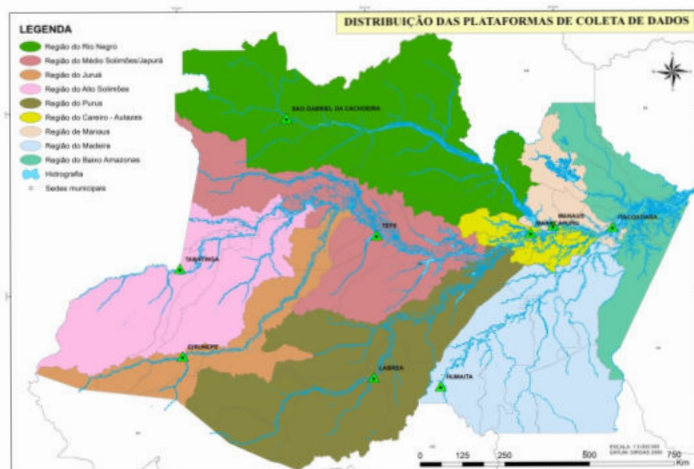 DISTRIBUIÇÃO DAS PLATAFORMAS DE COLETA DE DADOS
LEGENDA
Região do Rio Negro
Região do Médio Solimões/Japurá
Região do Juruá
Região do Alto Solimões
Região do Purus
Região do Careiro - Autazes
Região de Manaus
Região do Madeira
Região do Baixo Amazonas
Hidrografia
Sedes municipais
SAO GABRIEL DA CACHOEIRA
MANAUS
ITACOATIARA
MANACAPURU
TEFE
TABATINGA
EIRUNEPE
LABREA
HUMAITA
0 125 250 500 750
Km